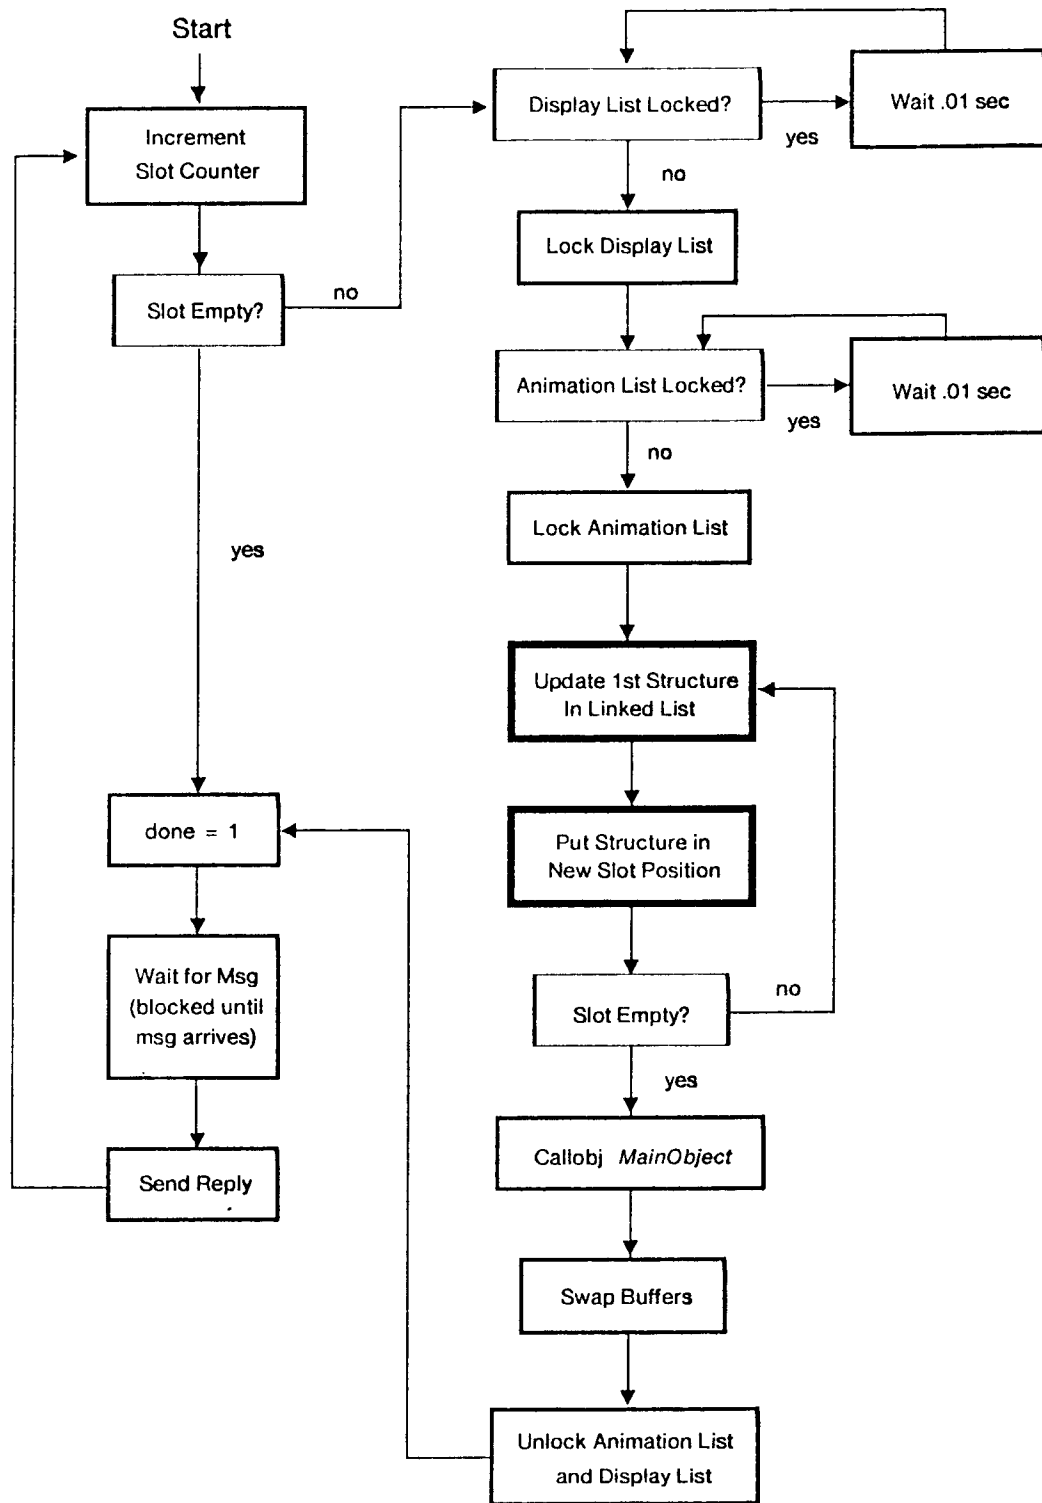 Start
Increment
Slot Counter
Slot Empty?
no
yes
done = 1
Wait for Msg
(blocked until
msg arrives)
Send Reply
Display List Locked?
yes
Wait .01 sec
no
Lock Display List
Animation List Locked?
yes
Wait .01 sec
no
Lock Animation List
Update 1st Structure
In Linked List
Put Structure in
New Slot Position
Slot Empty?
no
yes
Callobj MainObject
Swap Buffers
Unlock Animation List
and Display List